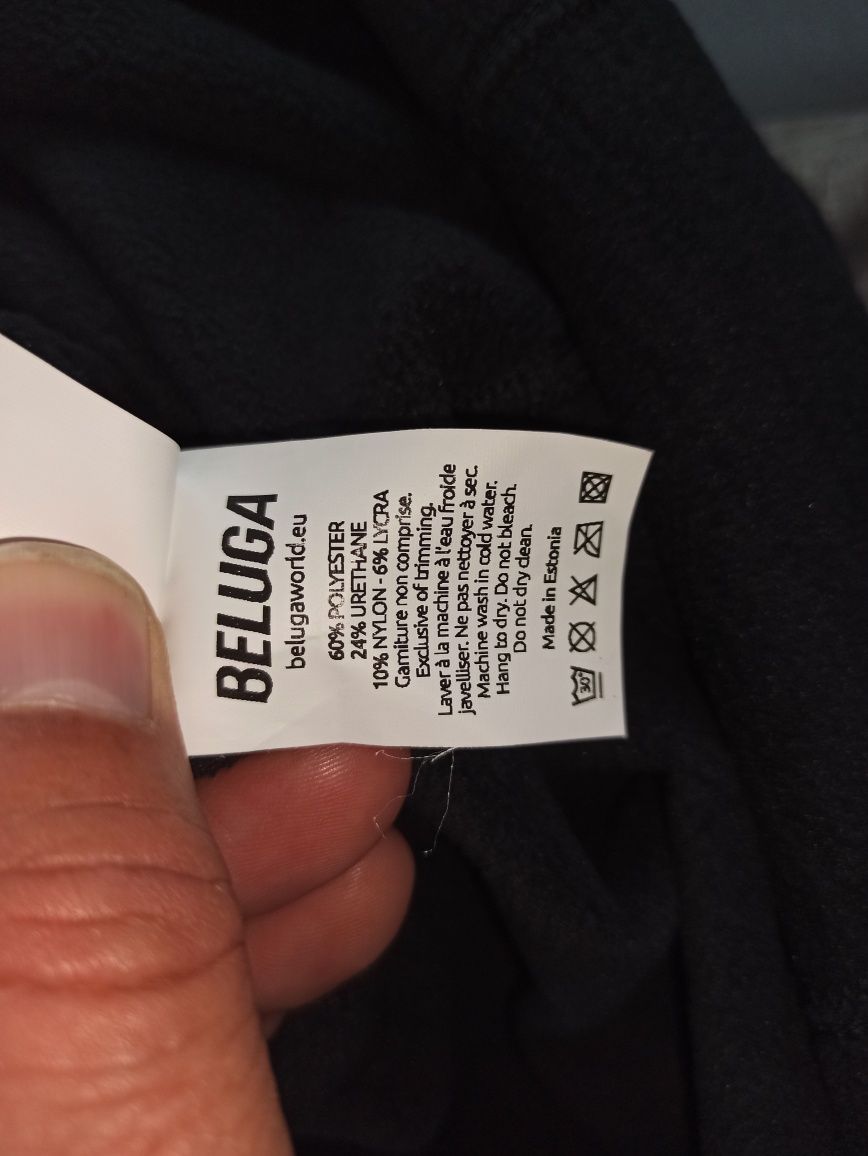 BELUGA
belugaworld.eu
60% POLYESTER
24% URETHANE
10% NYLON - 6% LYCRA
Garniture non comprise.
Exclusive of trimming.
Laver à la machine à l'eau froide
javelliser. Ne pas nettoyer à sec.
Machine wash in cold water.
Hang to dry. Do not bleach.
Do not dry clean.
Made in Estonia
30°